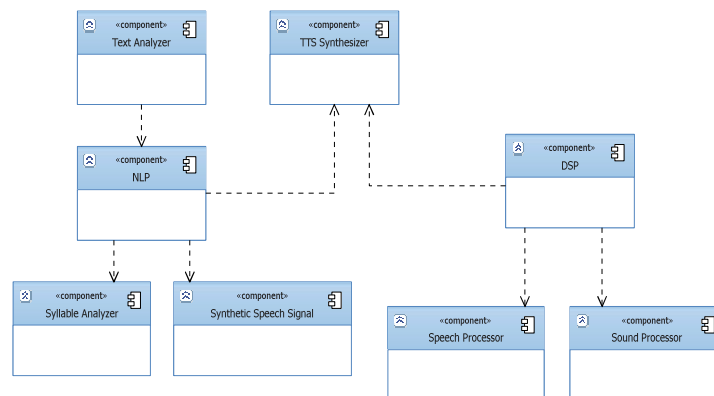 «component»
Text Analyzer
«component»
TTS Synthesizer
«component»
DSP
«component»
NLP
«component»
Syllable Analyzer
«component»
Synthetic Speech Signal
«component»
Speech Processor
«component»
Sound Processor